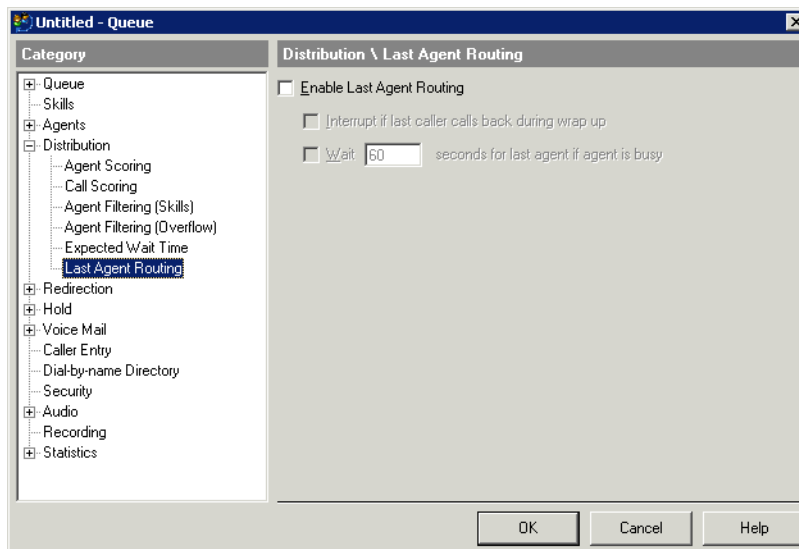 Untitled - Queue
Category
Queue
Skills
Agents
Distribution
Agent Scoring
Call Scoring
Agent Filtering (Skills)
Agent Filtering (Overflow)
Expected Wait Time
Last Agent Routing
Redirection
Hold
Voice Mail
Caller Entry
Dial-by-name Directory
Security
Audio
Recording
Statistics
Distribution \ Last Agent Routing
Enable Last Agent Routing
Interrupt if last caller calls back during wrap up
Wait 60 seconds for last agent if agent is busy
OK Cancel Help